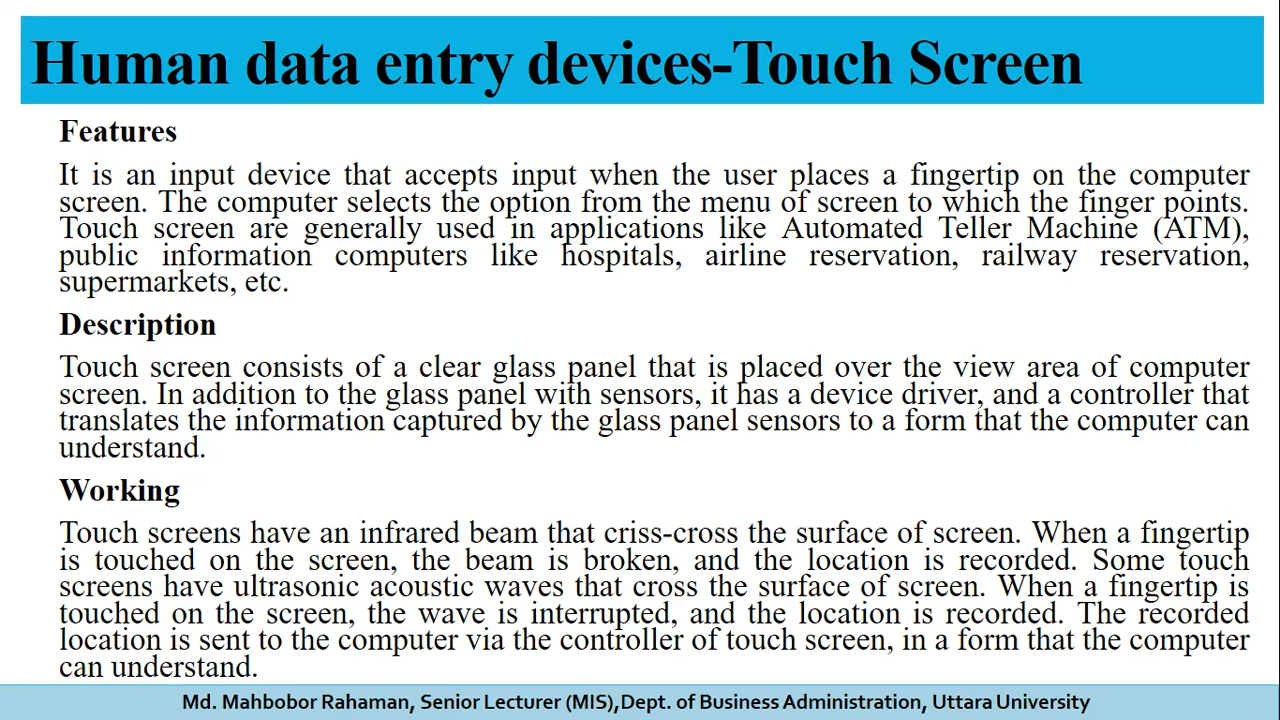 Human data entry devices-Touch Screen
Features
It is an input device that accepts input when the user places a fingertip on the computer
screen. The computer selects the option from the menu of screen to which the finger points.
Touch screen are generally used in applications like Automated Teller Machine (ATM),
public information computers like hospitals, airline reservation, railway reservation,
supermarkets, etc.
Description
Touch screen consists of a clear glass panel that is placed over the view area of computer
screen. In addition to the glass panel with sensors, it has a device driver, and a controller that
translates the information captured by the glass panel sensors to a form that the computer can
understand.
Working
Touch screens have an infrared beam that criss-cross the surface of screen. When a fingertip
is touched on the screen, the beam is broken, and the location is recorded. Some touch
screens have ultrasonic acoustic waves that cross the surface of screen. When a fingertip is
touched on the screen, the wave is interrupted, and the location is recorded. The recorded
location is sent to the computer via the controller of touch screen, in a form that the computer
can understand.
Md. Mahbobor Rahaman, Senior Lecturer (MIS),Dept. of Business Administration, Uttara University